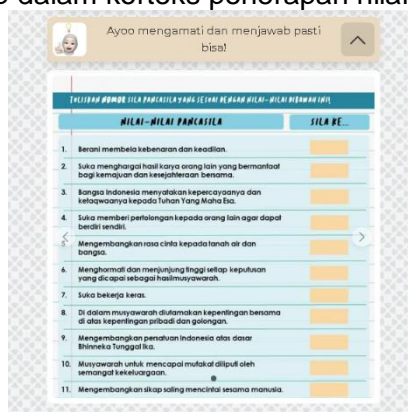 dalam korteks penerapan nilai
Ayoo mengamati dan menjawab pasti
bisa!
TULISBAN NOMOR SILA PANCASILA YANG SESUAI DENGAN NILAI-NILAI DIBAWAH INI!
NILAI-NILAI PANCASILA
SILA KE...
1. Berani membela kebenaran dan keadilan.
2. Suka menghargai hasil karya orang lain yang bermanfaat
bagi kemajuan dan kesejahteraan bersama.
3. Bangsa Indonesia menyatakan kepercayaanya dan
ketaqwaanya kepada Tuhan Yang Maha Esa.
4. Suka memberi pertolongan kepada orang lain agar dapat
berdiri sendiri.
5. Mengembangkan rasa cinta kepada tanah air dan
bangsa.
6. Menghormati dan menjunjung tinggi setiap keputusan
yang dicapai sebagai hasilmusyawarah.
7. Suka bekerja keras.
8. Di dalam musyawarah diutamakan kepentingan bersama
di atas kepentingan pribadi dan golongan.
9. Mengembangkan persatuan Indonesia atas dasar
Bhinneka Tunggal Ika.
10. Musyawarah untuk mencapai mufakat diliputi oleh
semangat kekeluargaan.
11. Mengembangkan sikap saling mencintai sesama manusia.